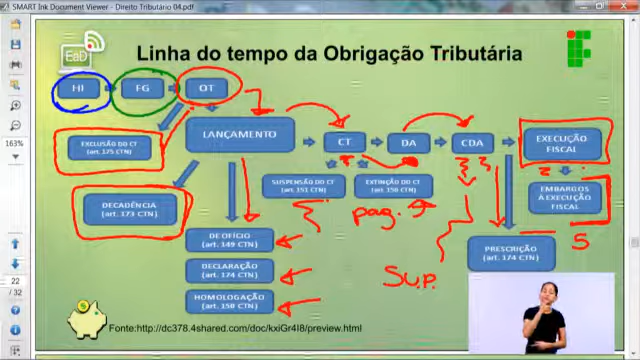 SMART Ink Document Viewer - Direito Tributário 04.pdf
EaD
Linha do tempo da Obrigação Tributária
HI
FG
OT
EXCLUSÃO DO CT
(art. 175 CTN)
LANÇAMENTO
CT
DA
CDA
EXECUÇÃO
FISCAL
SUSPENSÃO DO CT
(art. 151 CTN)
EXTINÇÃO DO CT
(art. 156 CTN)
EMBARGOS
À EXECUÇÃO
FISCAL
DECADÊNCIA
(art. 173 CTN)
pag.
S
DE OFÍCIO
(art. 149 CTN)
PRESCRIÇÃO
(art. 174 CTN)
DECLARAÇÃO
(art. 174 CTN)
SUP.
HOMOLOGAÇÃO
(art. 150 CTN)
Fonte:http://dc378.4shared.com/doc/kxiGr4I8/preview.html
163%
22
/ 32